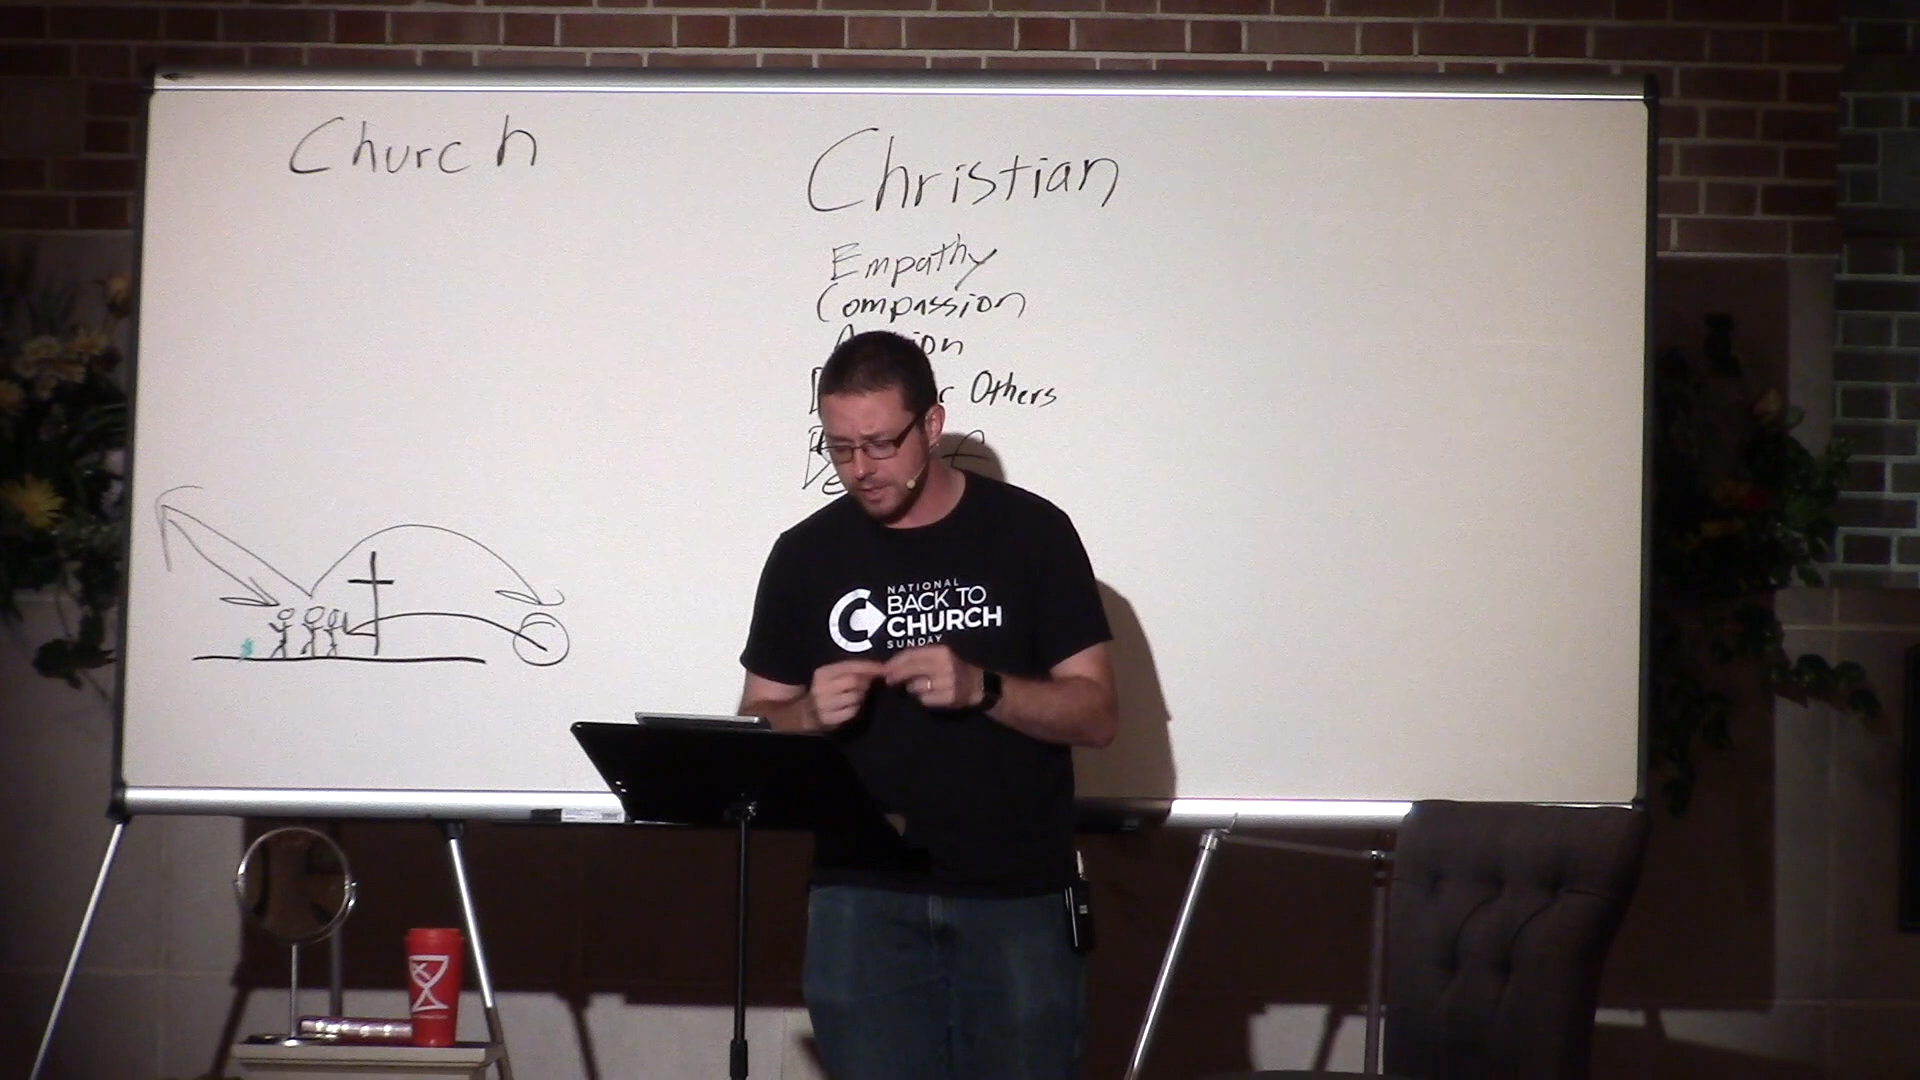 Church
Christian
Empathy
Compassion
Others
NATIONAL
BACK TO
CHURCH
SUNDAY